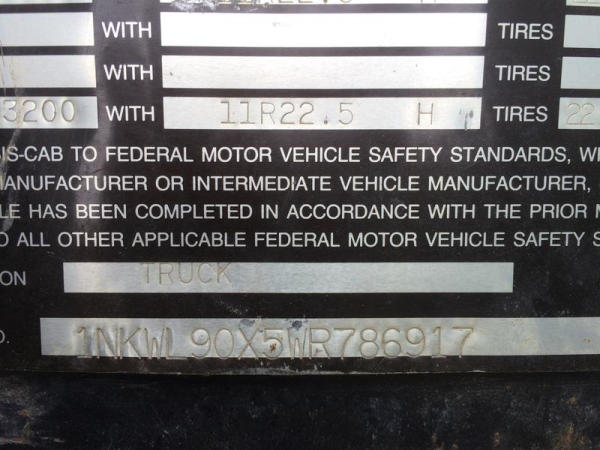 WITH TIRES
WITH TIRES
3200 WITH 11R22.5 H TIRES 22
IS-CAB TO FEDERAL MOTOR VEHICLE SAFETY STANDARDS, W
MANUFACTURER OR INTERMEDIATE VEHICLE MANUFACTURER,
LE HAS BEEN COMPLETED IN ACCORDANCE WITH THE PRIOR M
O ALL OTHER APPLICABLE FEDERAL MOTOR VEHICLE SAFETY S
ON TRUCK
O. 1NKWL90X5WR786917